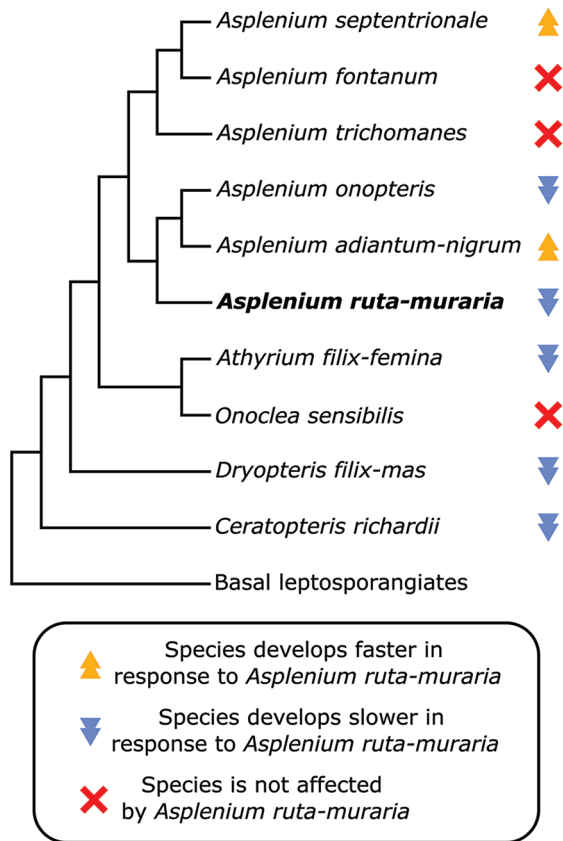 Asplenium septentrionale
Asplenium fontanum
Asplenium trichomanes
Asplenium onopteris
Asplenium adiantum-nigrum
Asplenium ruta-muraria
Athyrium filix-femina
Onoclea sensibilis
Dryopteris filix-mas
Ceratopteris richardii
Basal leptosporangiates
Species develops faster in
response to Asplenium ruta-muraria
Species develops slower in
response to Asplenium ruta-muraria
Species is not affected
by Asplenium ruta-muraria